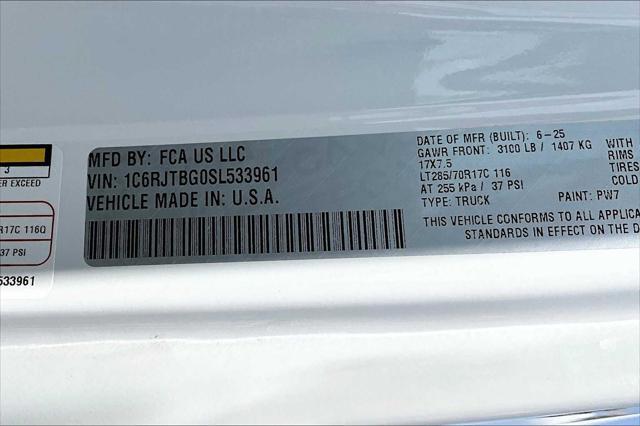 3
ER EXCEED
R17C 116Q
37 PSI
533961
MFD BY: FCA US LLC
VIN: 1C6RJTBG0SL533961
VEHICLE MADE IN: U.S.A.
DATE OF MFR (BUILT): 6-25
GAWR FRONT: 3100 LB / 1407 KG WITH
17X7.5 RIMS
LT285/70R17C 116 TIRES
AT 255 kPa / 37 PSI
TYPE: TRUCK PAINT: PW7
THIS VEHICLE CONFORMS TO ALL APPLICA
STANDARDS IN EFFECT ON THE D